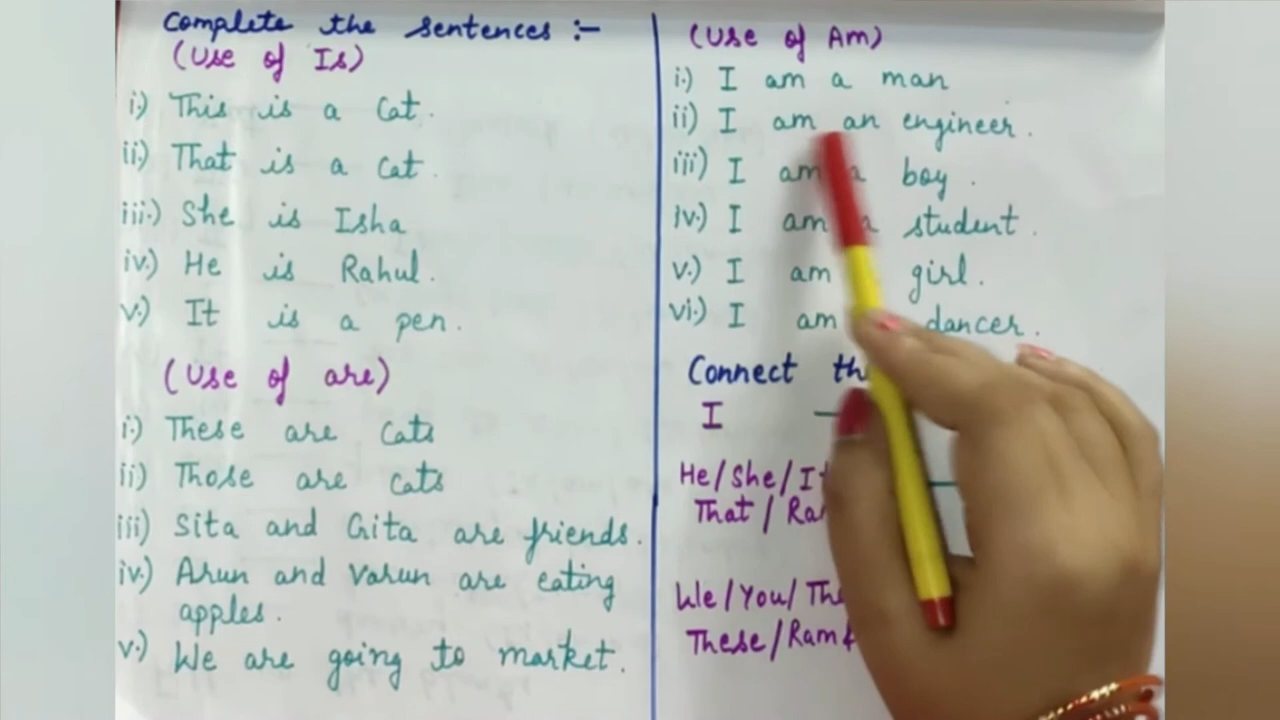 Complete the sentences :-
(Use of Is)
i) This is a cat.
ii) That is a cat.
iii.) She is Isha
iv.) He is Rahul.
v.) It is a pen.
(Use of are)
i.) These are cats
ii) Those are cats
iii) Sita and Gita are friends.
iv.) Arun and Varun are eating
apples.
v.) We are going to market.
(Use of Am)
i.) I am a man
ii) I am an engineer.
iii) I am a boy.
iv.) I am a student.
v.) I am girl.
vi.) I am dancer.
Connect
I
He/She/
That /
We/You/
These/Ram